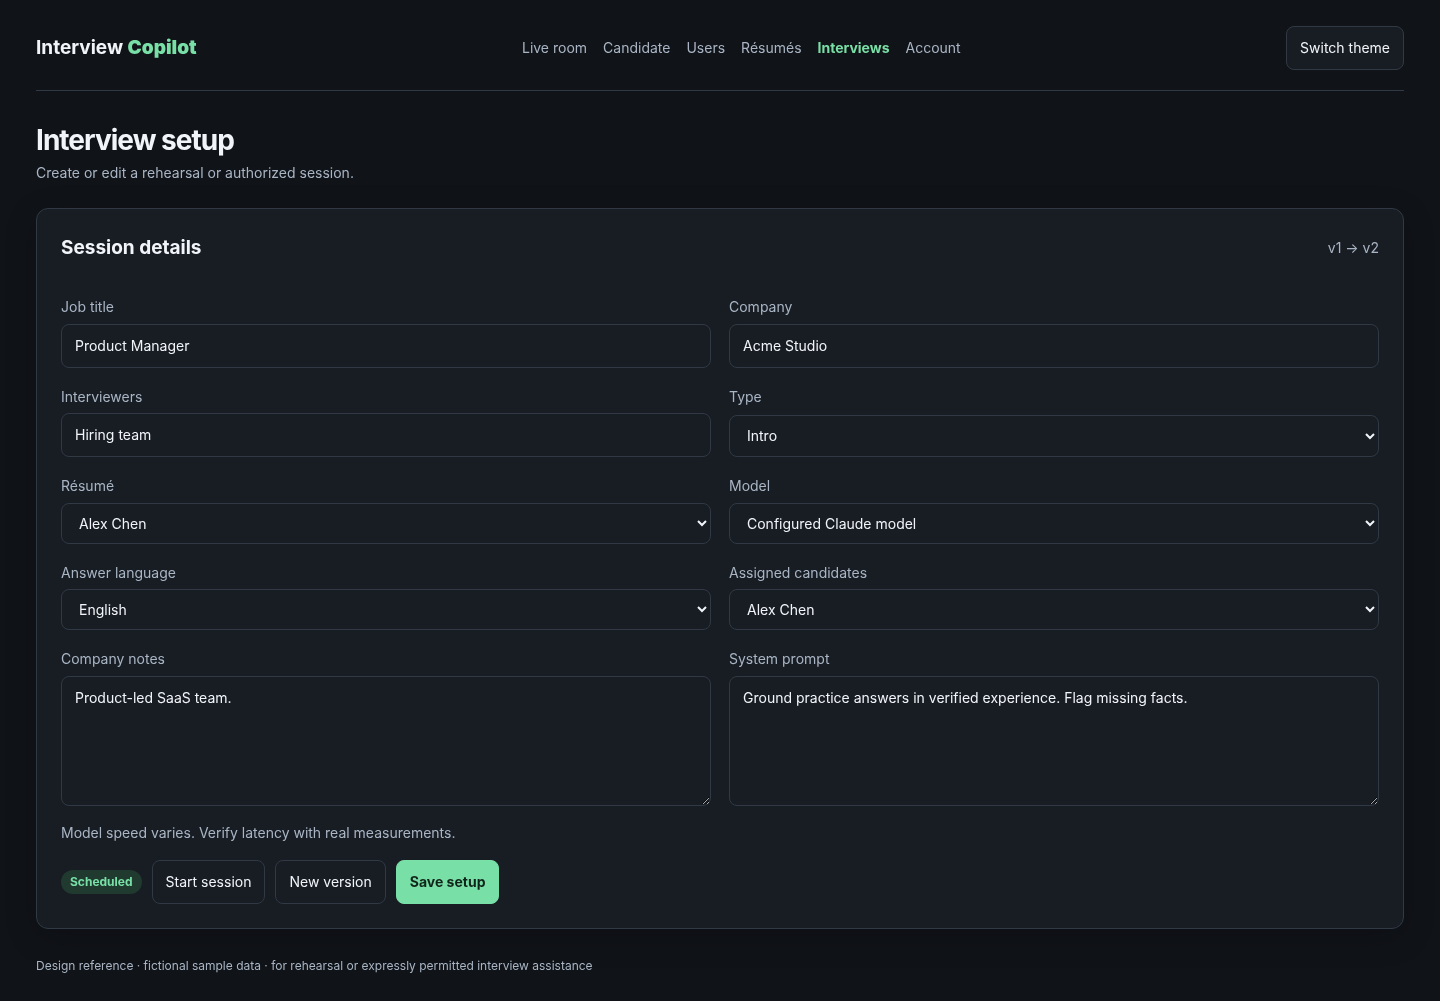 Interview Copilot
Live room Candidate Users Résumés Interviews Account
Switch theme
Interview setup
Create or edit a rehearsal or authorized session.
Session details
v1 → v2
Job title
Company
Product Manager
Acme Studio
Interviewers
Type
Hiring team
Intro
Résumé
Model
Alex Chen
Configured Claude model
Answer language
Assigned candidates
English
Alex Chen
Company notes
System prompt
Product-led SaaS team.
Ground practice answers in verified experience. Flag missing facts.
Model speed varies. Verify latency with real measurements.
Scheduled
Start session
New version
Save setup
Design reference · fictional sample data · for rehearsal or expressly permitted interview assistance